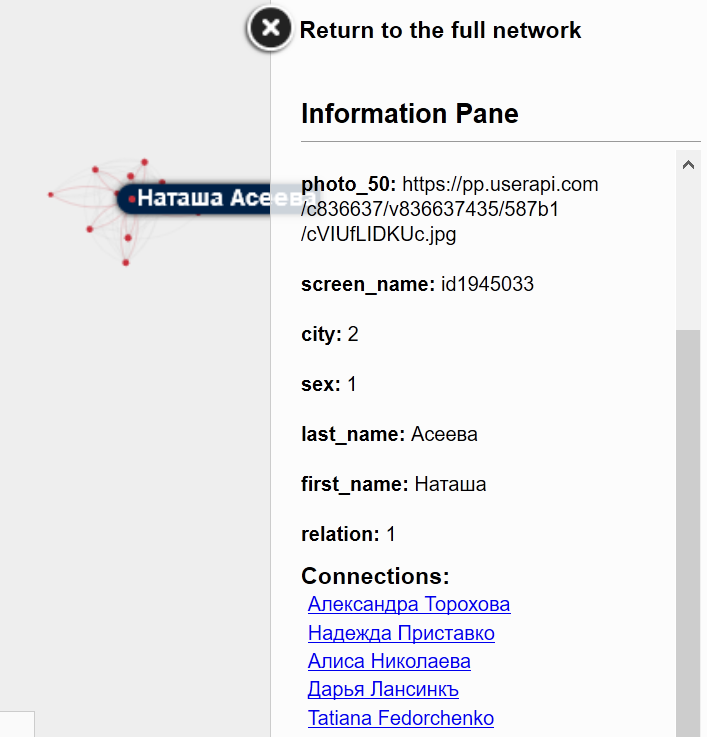 Return to the full network
Information Pane
Наташа Асеева
photo_50: https://pp.userapi.com
/c836637/v836637435/587b1
/cVIUfLIDKUc.jpg
screen_name: id1945033
city: 2
sex: 1
last_name: Асеева
first_name: Наташа
relation: 1
Connections:
Александра Торохова
Надежда Приставко
Алиса Николаева
Дарья Лансинкъ
Tatiana Fedorchenko